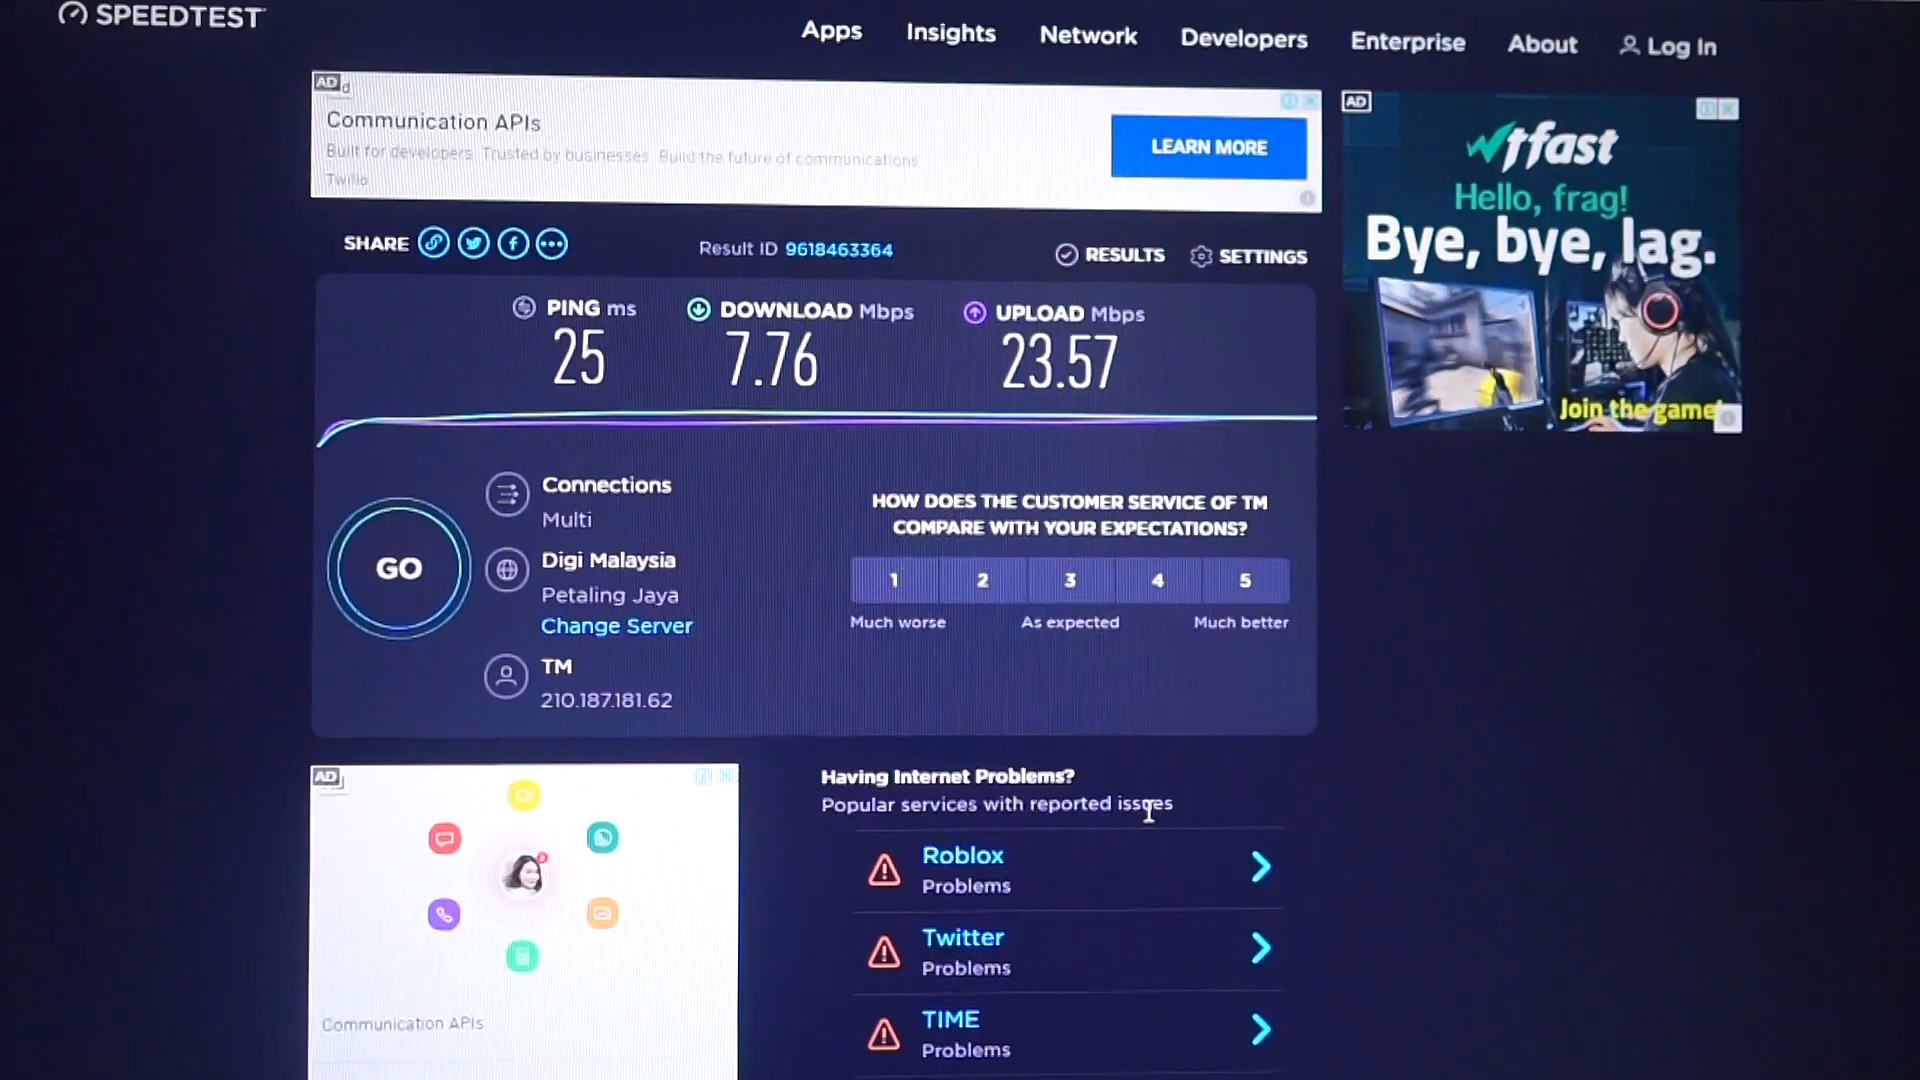 SPEEDTEST
Apps Insights Network Developers Enterprise About Log In
AD
Communication APIs
Built for developers. Trusted by businesses. Build the future of communications
Twilio
LEARN MORE
AD
wtfast
Hello, frag!
Bye, bye, lag.
Join the game!
SHARE
Result ID 9618463364
RESULTS SETTINGS
PING ms DOWNLOAD Mbps UPLOAD Mbps
25 7.76 23.57
GO
Connections
Multi
Digi Malaysia
Petaling Jaya
Change Server
TM
210.187.181.62
HOW DOES THE CUSTOMER SERVICE OF TM
COMPARE WITH YOUR EXPECTATIONS?
1 2 3 4 5
Much worse As expected Much better
AD
Communication APIs
Having Internet Problems?
Popular services with reported issues
Roblox
Problems
Twitter
Problems
TIME
Problems